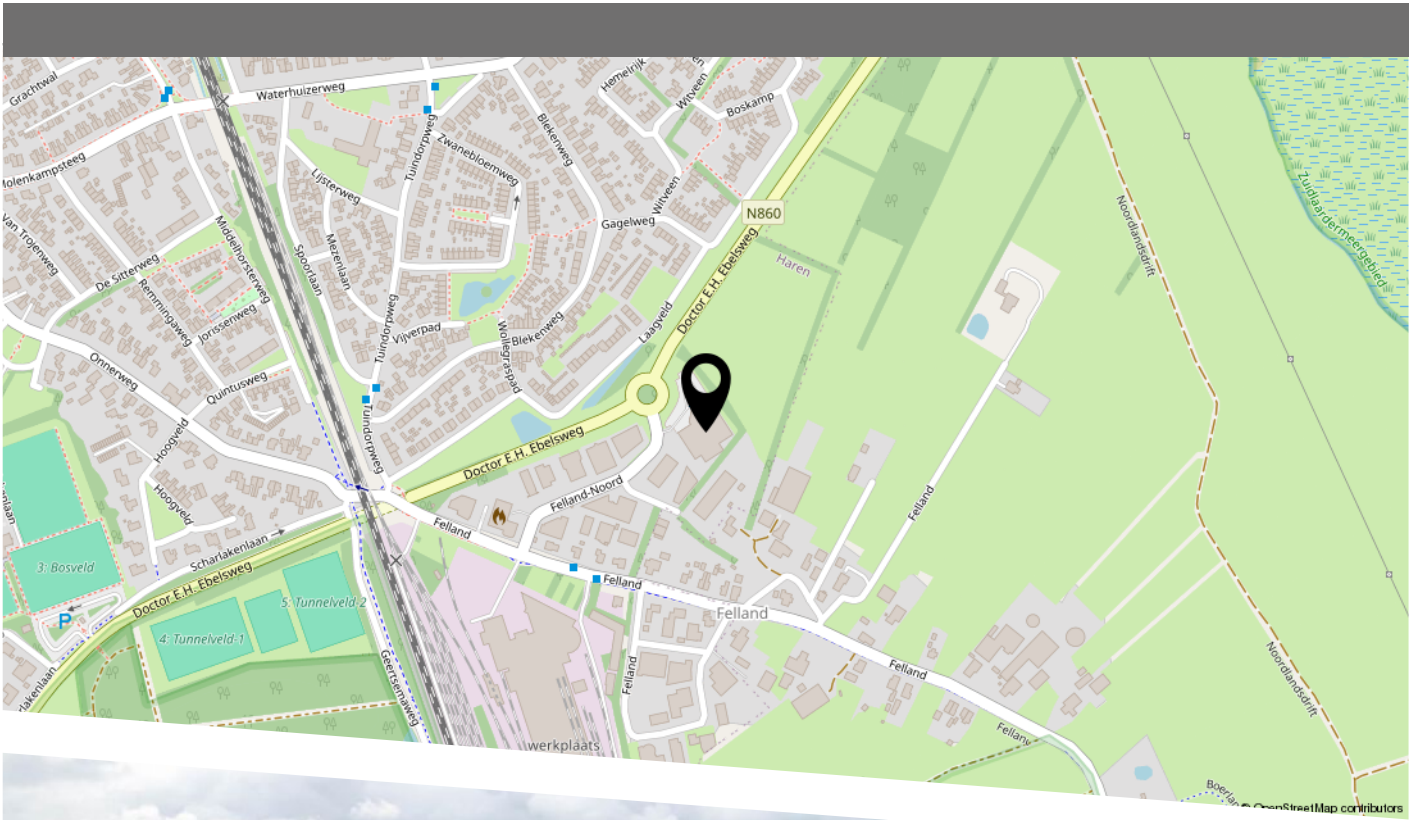 Grachtwal
Waterhuizerweg
Hemelrijk
Witveen
Boskamp
Molenkampsteeg
Tuindorpweg
Zwanebloemweg
Blekenweg
Lijsterweg
Van Trojenweg
Middelhorsterweg
Spoorlaan
Mezenlaan
Witveen
Gagelweg
N860
Noordlandsdrift
Zuidlaardermeergebied
De Sitterweg
Remmingaweg
Jorissenweg
Haren
Doctor E.H. Ebelsweg
Tuindorpweg
Vijverpad
Wollegraspad
Blekenweg
Laagveld
Onnerweg
Quintusweg
Hoogveld
Tuindorpweg
Doctor E.H. Ebelsweg
Hoogveld
Felland-Noord
Felland
Felland
Scharlakenlaan
3: Bosveld
Doctor E.H. Ebelsweg
5: Tunnelveld-2
4: Tunnelveld-1
P
Felland
Felland
Felland
Felland
Geertsemaweg
Noordlandsdrift
werkplaats
Felland
© OpenStreetMap contributors